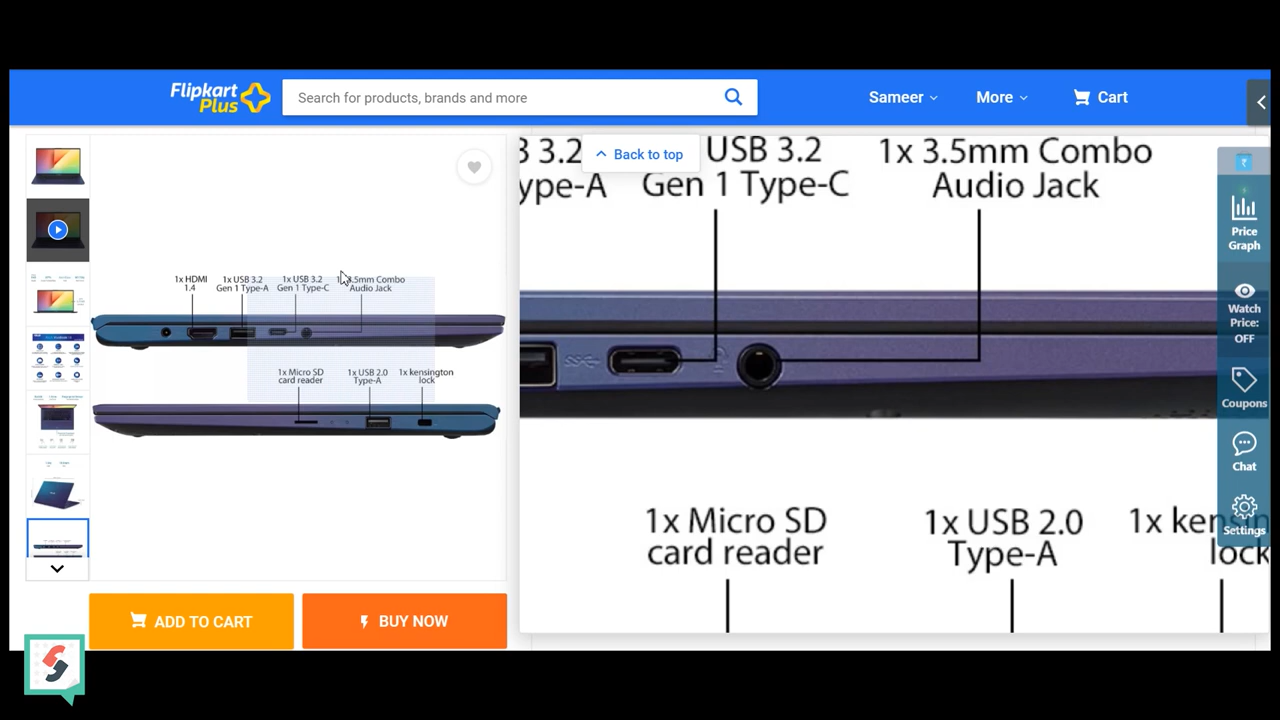 Flipkart
Plus
Search for products, brands and more
Sameer
More
Cart
Back to top
1x HDMI
1.4
1x USB 3.2
Gen 1 Type-A
1x USB 3.2
Gen 1 Type-C
3.5mm Combo
Audio Jack
1x Micro SD
card reader
1x USB 2.0
Type-A
1x kensington
lock
ADD TO CART
BUY NOW
3.2
ype-A
USB 3.2
Gen 1 Type-C
1x 3.5mm Combo
Audio Jack
1x Micro SD
card reader
1x USB 2.0
Type-A
1x kensin
lock
₹
Price
Graph
Watch
Price:
OFF
Coupons
Chat
Settings